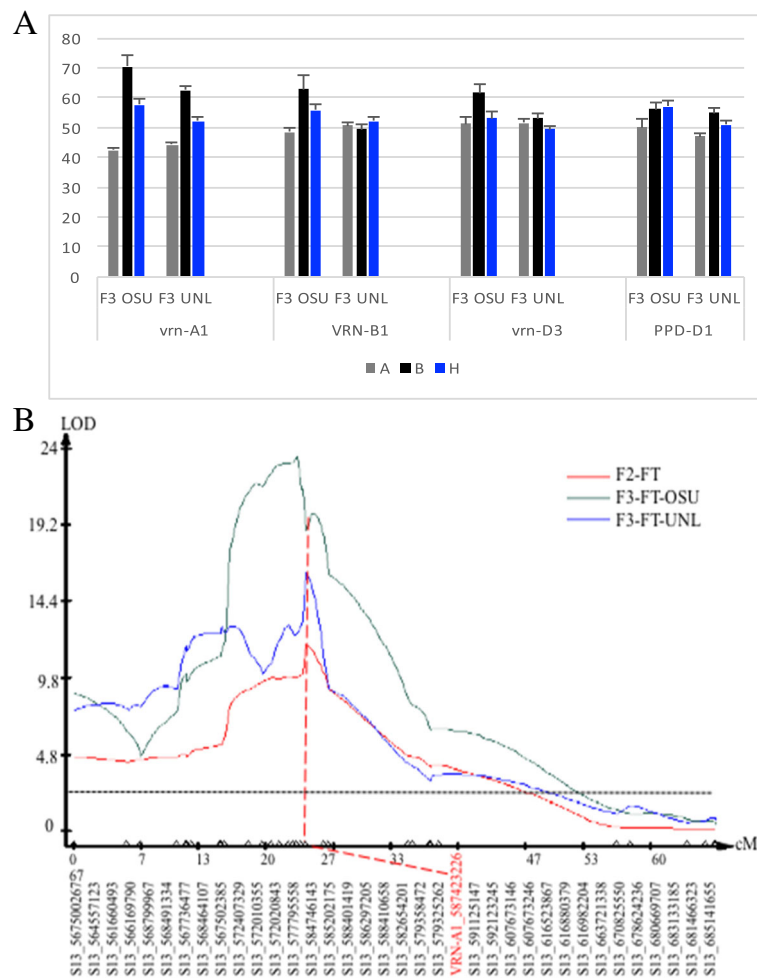 A
80
70
60
50
40
30
20
10
0
F3 OSU F3 UNL F3 OSU F3 UNL F3 OSU F3 UNL F3 OSU F3 UNL
vrn-A1 VRN-B1 vrn-D3 PPD-D1
A B H
B
LOD
24
19.2
14.4
9.8
4.8
0
F2-FT
F3-FT-OSU
F3-FT-UNL
cM
0 7 13 20 27 33 47 53 60
67
S13_567500267
S13_564557123
S13_561660493
S13_566169790
S13_568799967
S13_568491334
S13_567736477
S13_568464107
S13_567502385
S13_572407329
S13_572010355
S13_572020843
S13_577795558
S13_584746143
S13_585202175
S13_588401419
S13_586297205
S13_588410658
S13_582654201
S13_579358472
S13_579325262
VRN-A1_587423226
S13_591125147
S13_592123245
S13_607673146
S13_607673246
S13_616523867
S13_616880379
S13_616982204
S13_663721338
S13_670825550
S13_678624236
S13_680669707
S13_683133185
S13_681466323
S13_685141655